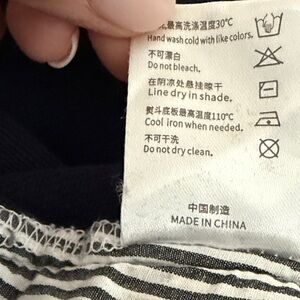 最高洗涤温度30℃
Hand wash cold with like colors.
不可漂白
Do not bleach.
在阴凉处悬挂晾干
Line dry in shade.
熨斗底板最高温度110℃
Cool iron when needed.
不可干洗
Do not dry clean.
中国制造
MADE IN CHINA